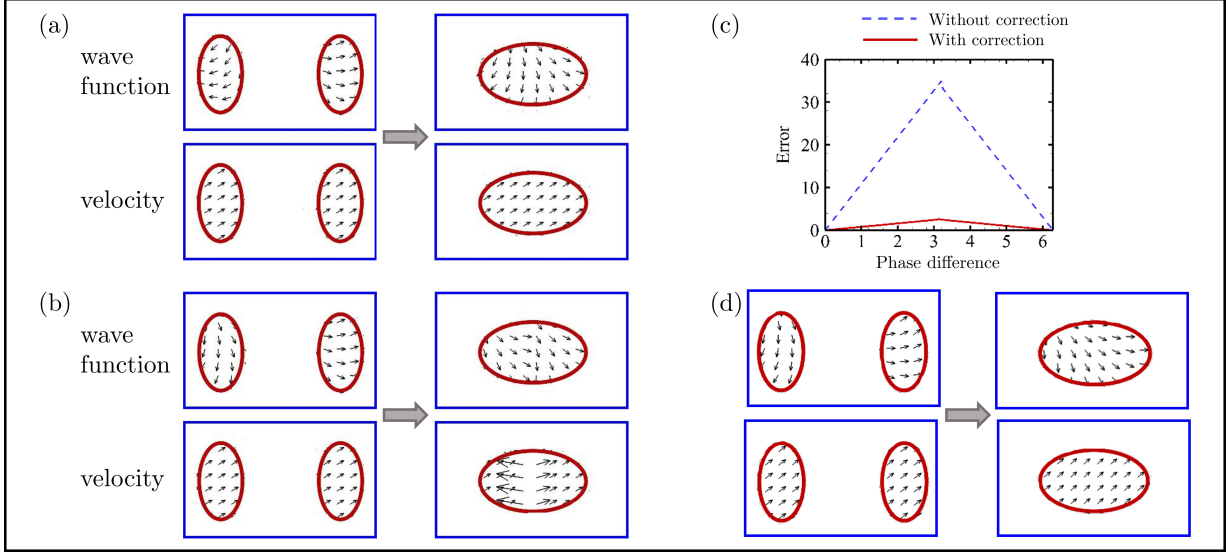 (a)
wave
function
velocity
(c)
Without correction
With correction
40
30
20
10
0
Error
0 1 2 3 4 5 6
Phase difference
(b)
wave
function
velocity
(d)